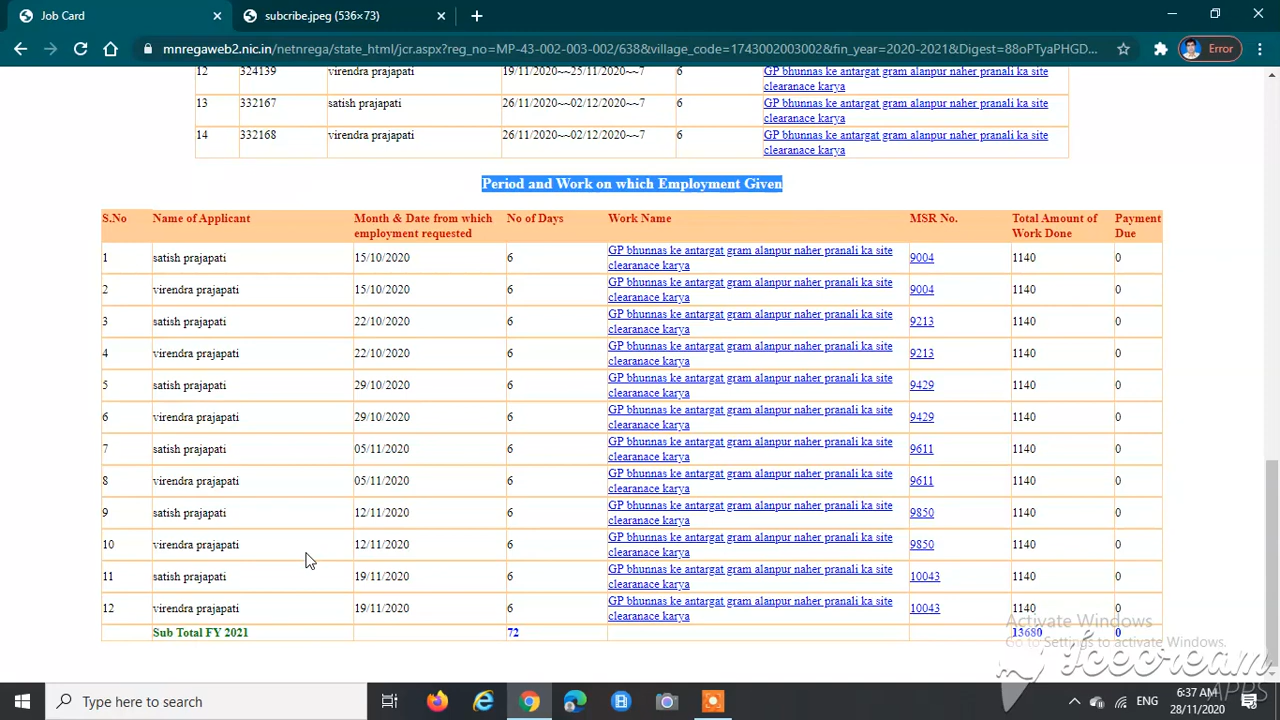 Job Card
subcribe.jpeg (536×73)
mnregaweb2.nic.in/netnrega/state_html/jcr.aspx?reg_no=MP-43-002-003-002/638&village_code=1743002003002&fin_year=2020-2021&Digest=88oPTyaPHGD...
Error
12 324139 virendra prajapati 19/11/2020~~25/11/2020~~7 6 GP bhunnas ke antargat gram alanpur naher pranali ka site
clearanace karya
13 332167 satish prajapati 26/11/2020~~02/12/2020~~7 6 GP bhunnas ke antargat gram alanpur naher pranali ka site
clearanace karya
14 332168 virendra prajapati 26/11/2020~~02/12/2020~~7 6 GP bhunnas ke antargat gram alanpur naher pranali ka site
clearanace karya
Period and Work on which Employment Given
S.No Name of Applicant Month & Date from which No of Days Work Name MSR No. Total Amount of Payment
employment requested Work Done Due
1 satish prajapati 15/10/2020 6 GP bhunnas ke antargat gram alanpur naher pranali ka site 9004 1140 0
clearanace karya
2 virendra prajapati 15/10/2020 6 GP bhunnas ke antargat gram alanpur naher pranali ka site 9004 1140 0
clearanace karya
3 satish prajapati 22/10/2020 6 GP bhunnas ke antargat gram alanpur naher pranali ka site 9213 1140 0
clearanace karya
4 virendra prajapati 22/10/2020 6 GP bhunnas ke antargat gram alanpur naher pranali ka site 9213 1140 0
clearanace karya
5 satish prajapati 29/10/2020 6 GP bhunnas ke antargat gram alanpur naher pranali ka site 9429 1140 0
clearanace karya
6 virendra prajapati 29/10/2020 6 GP bhunnas ke antargat gram alanpur naher pranali ka site 9429 1140 0
clearanace karya
7 satish prajapati 05/11/2020 6 GP bhunnas ke antargat gram alanpur naher pranali ka site 9611 1140 0
clearanace karya
8 virendra prajapati 05/11/2020 6 GP bhunnas ke antargat gram alanpur naher pranali ka site 9611 1140 0
clearanace karya
9 satish prajapati 12/11/2020 6 GP bhunnas ke antargat gram alanpur naher pranali ka site 9850 1140 0
clearanace karya
10 virendra prajapati 12/11/2020 6 GP bhunnas ke antargat gram alanpur naher pranali ka site 9850 1140 0
clearanace karya
11 satish prajapati 19/11/2020 6 GP bhunnas ke antargat gram alanpur naher pranali ka site 10043 1140 0
clearanace karya
12 virendra prajapati 19/11/2020 6 GP bhunnas ke antargat gram alanpur naher pranali ka site 10043 1140 0
clearanace karya
Sub Total FY 2021 72 13680 0
Activate Windows
Go to Settings to activate Windows.
Icecream
APPS
Type here to search
ENG
6:37 AM
28/11/2020